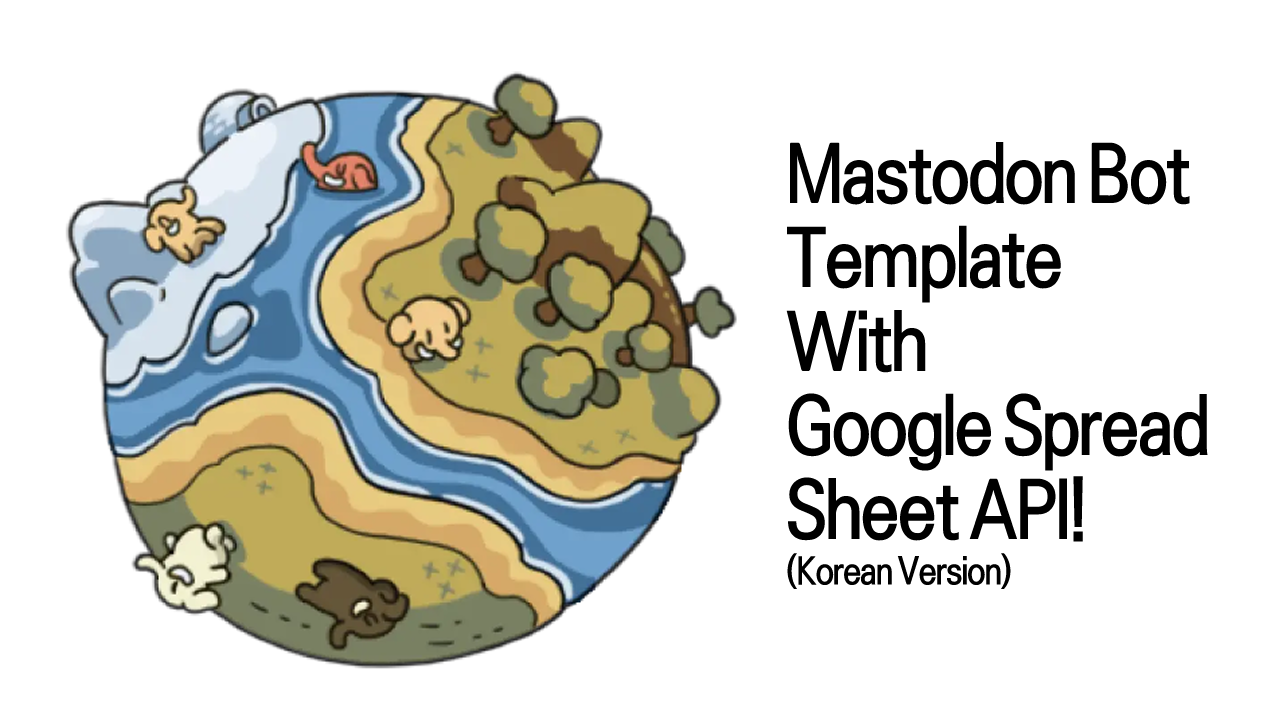 Mastodon Bot
Template
With
Google Spread
Sheet API!
(Korean Version)